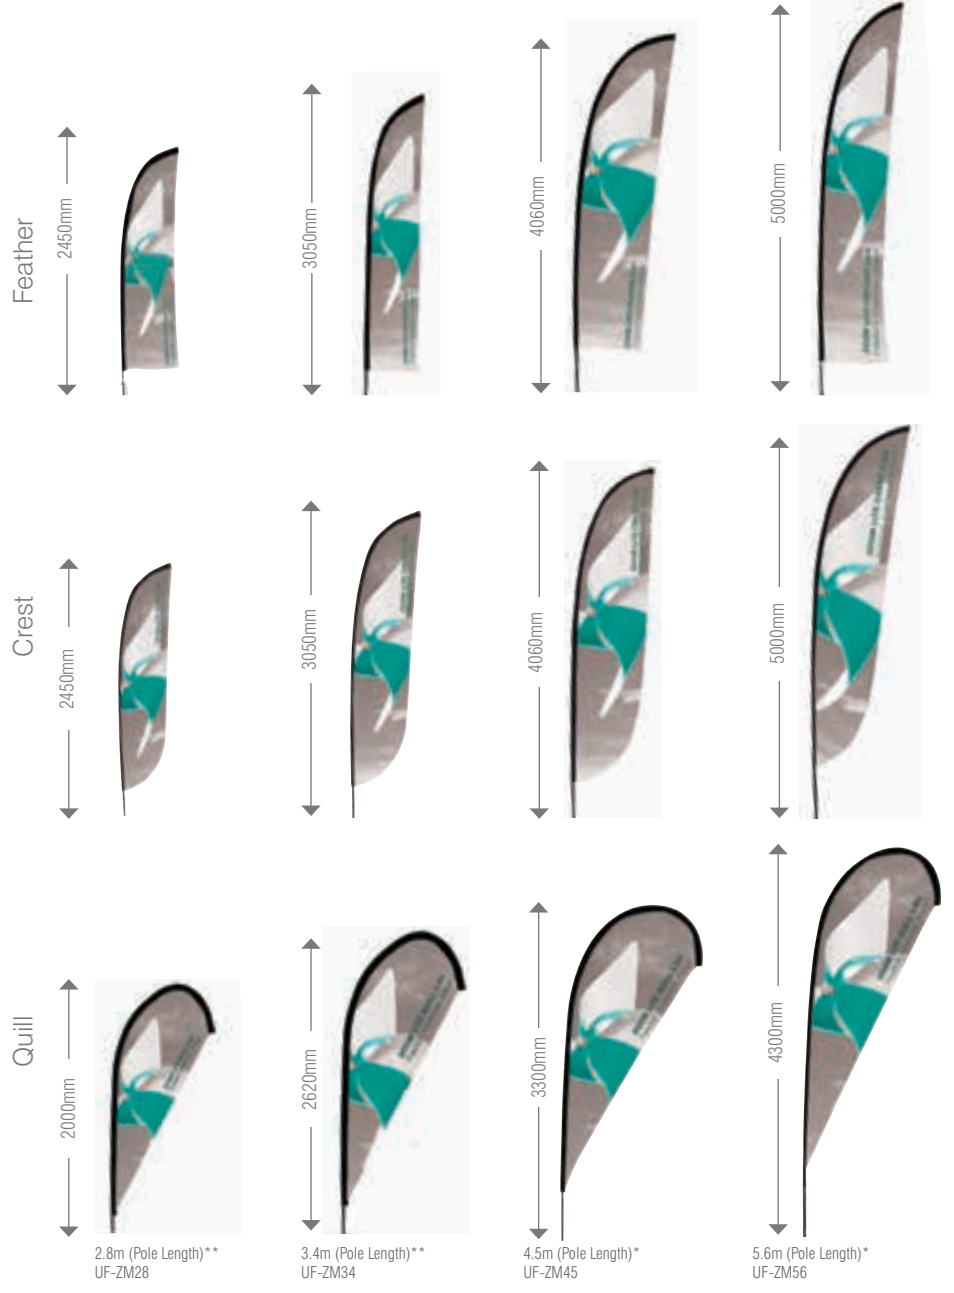 Feather
2450mm
3050mm
4060mm
5000mm
Crest
2450mm
3050mm
4060mm
5000mm
Quill
2000mm
2620mm
3300mm
4300mm
2.8m (Pole Length)**
UF-ZM28
3.4m (Pole Length)**
UF-ZM34
4.5m (Pole Length)*
UF-ZM45
5.6m (Pole Length)*
UF-ZM56